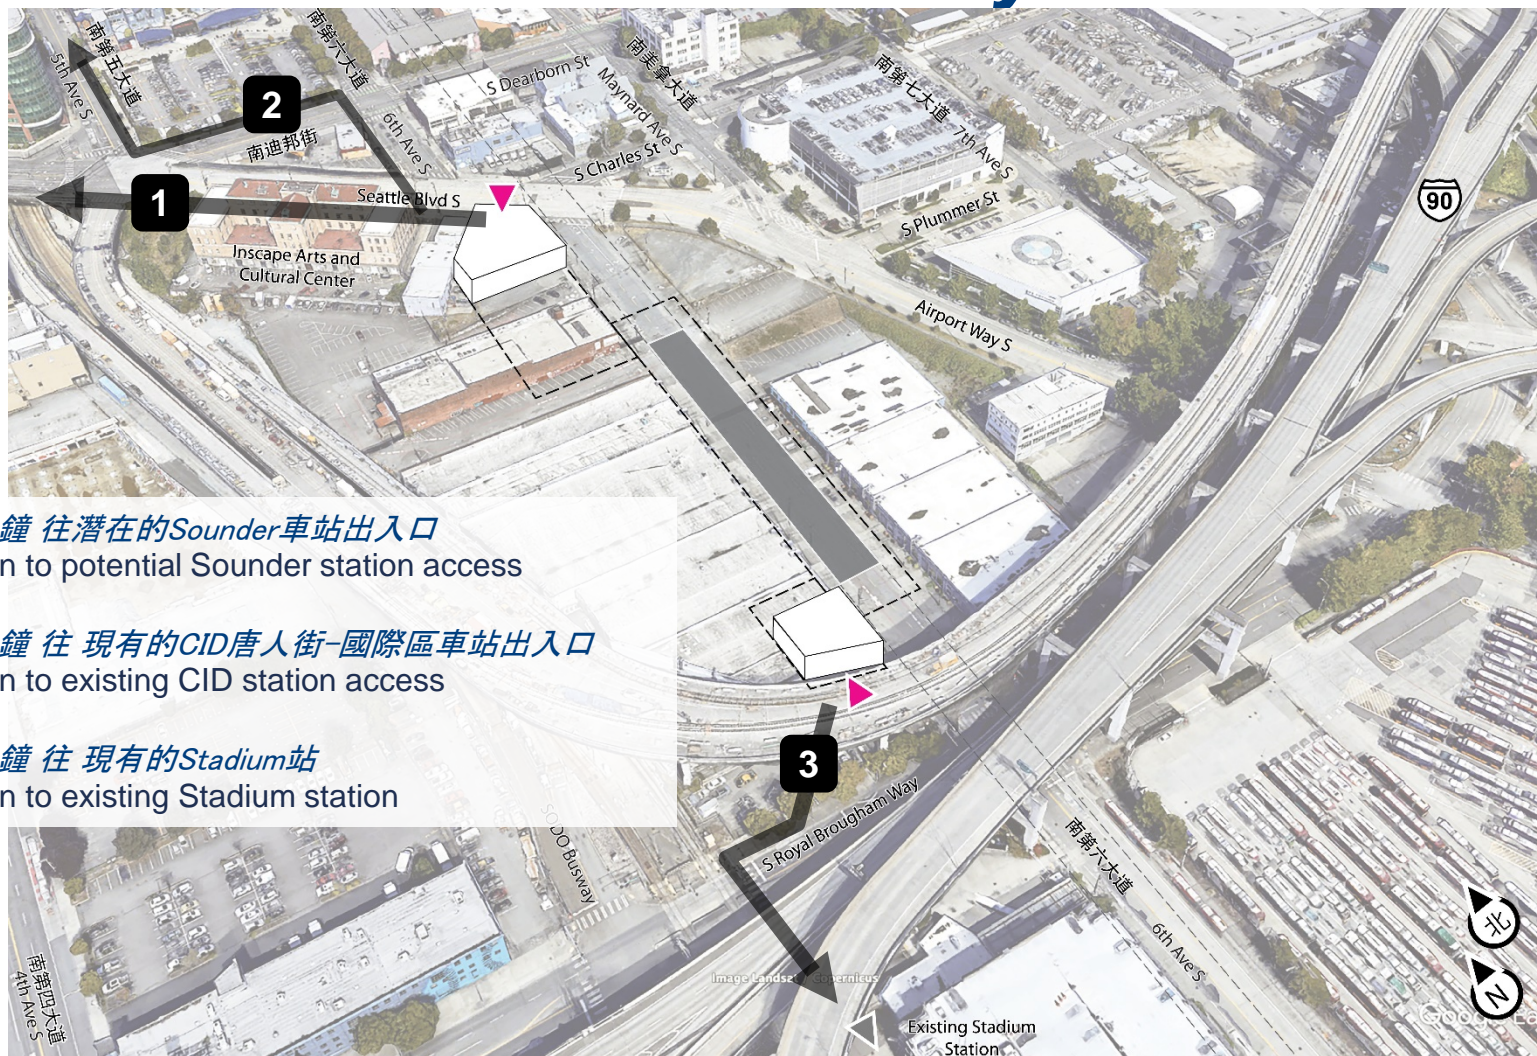 南第五大道
5th Ave S
2
南第六大道
6th Ave S
南迪邦街
S Dearborn St
南美拿大道
Maynard Ave S
南第七大道
7th Ave S
S Charles St
1
Seattle Blvd S
Inscape Arts and
Cultural Center
S Plummer St
90
Airport Way S
鐘 往潛在的Sounder車站出入口
n to potential Sounder station access
鐘 往 現有的CID唐人街-國際區車站出入口
n to existing CID station access
鐘 往 現有的Stadium站
n to existing Stadium station
3
S Royal Brougham Way
SODO Busway
南第六大道
6th Ave S
南第四大道
4th Ave S
Existing Stadium
Station
北
N